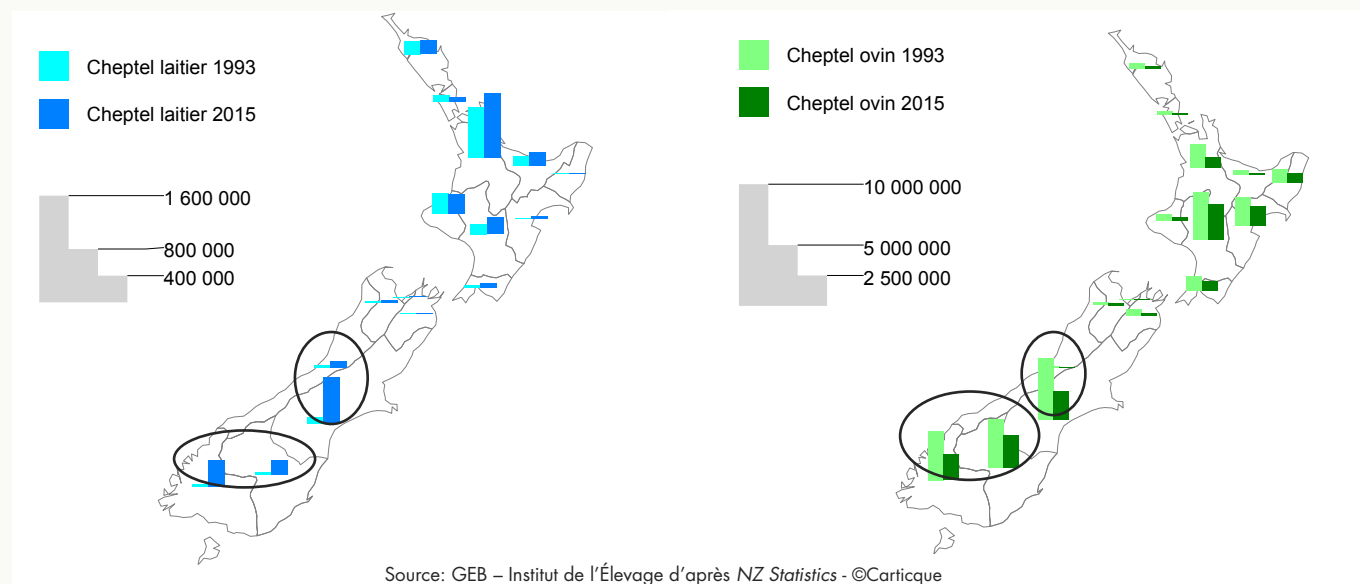 Cheptel laitier 1993
Cheptel laitier 2015
1 600 000
800 000
400 000
Cheptel ovin 1993
Cheptel ovin 2015
10 000 000
5 000 000
2 500 000
Source: GEB – Institut de l'Élevage d'après NZ Statistics - ©Carticque